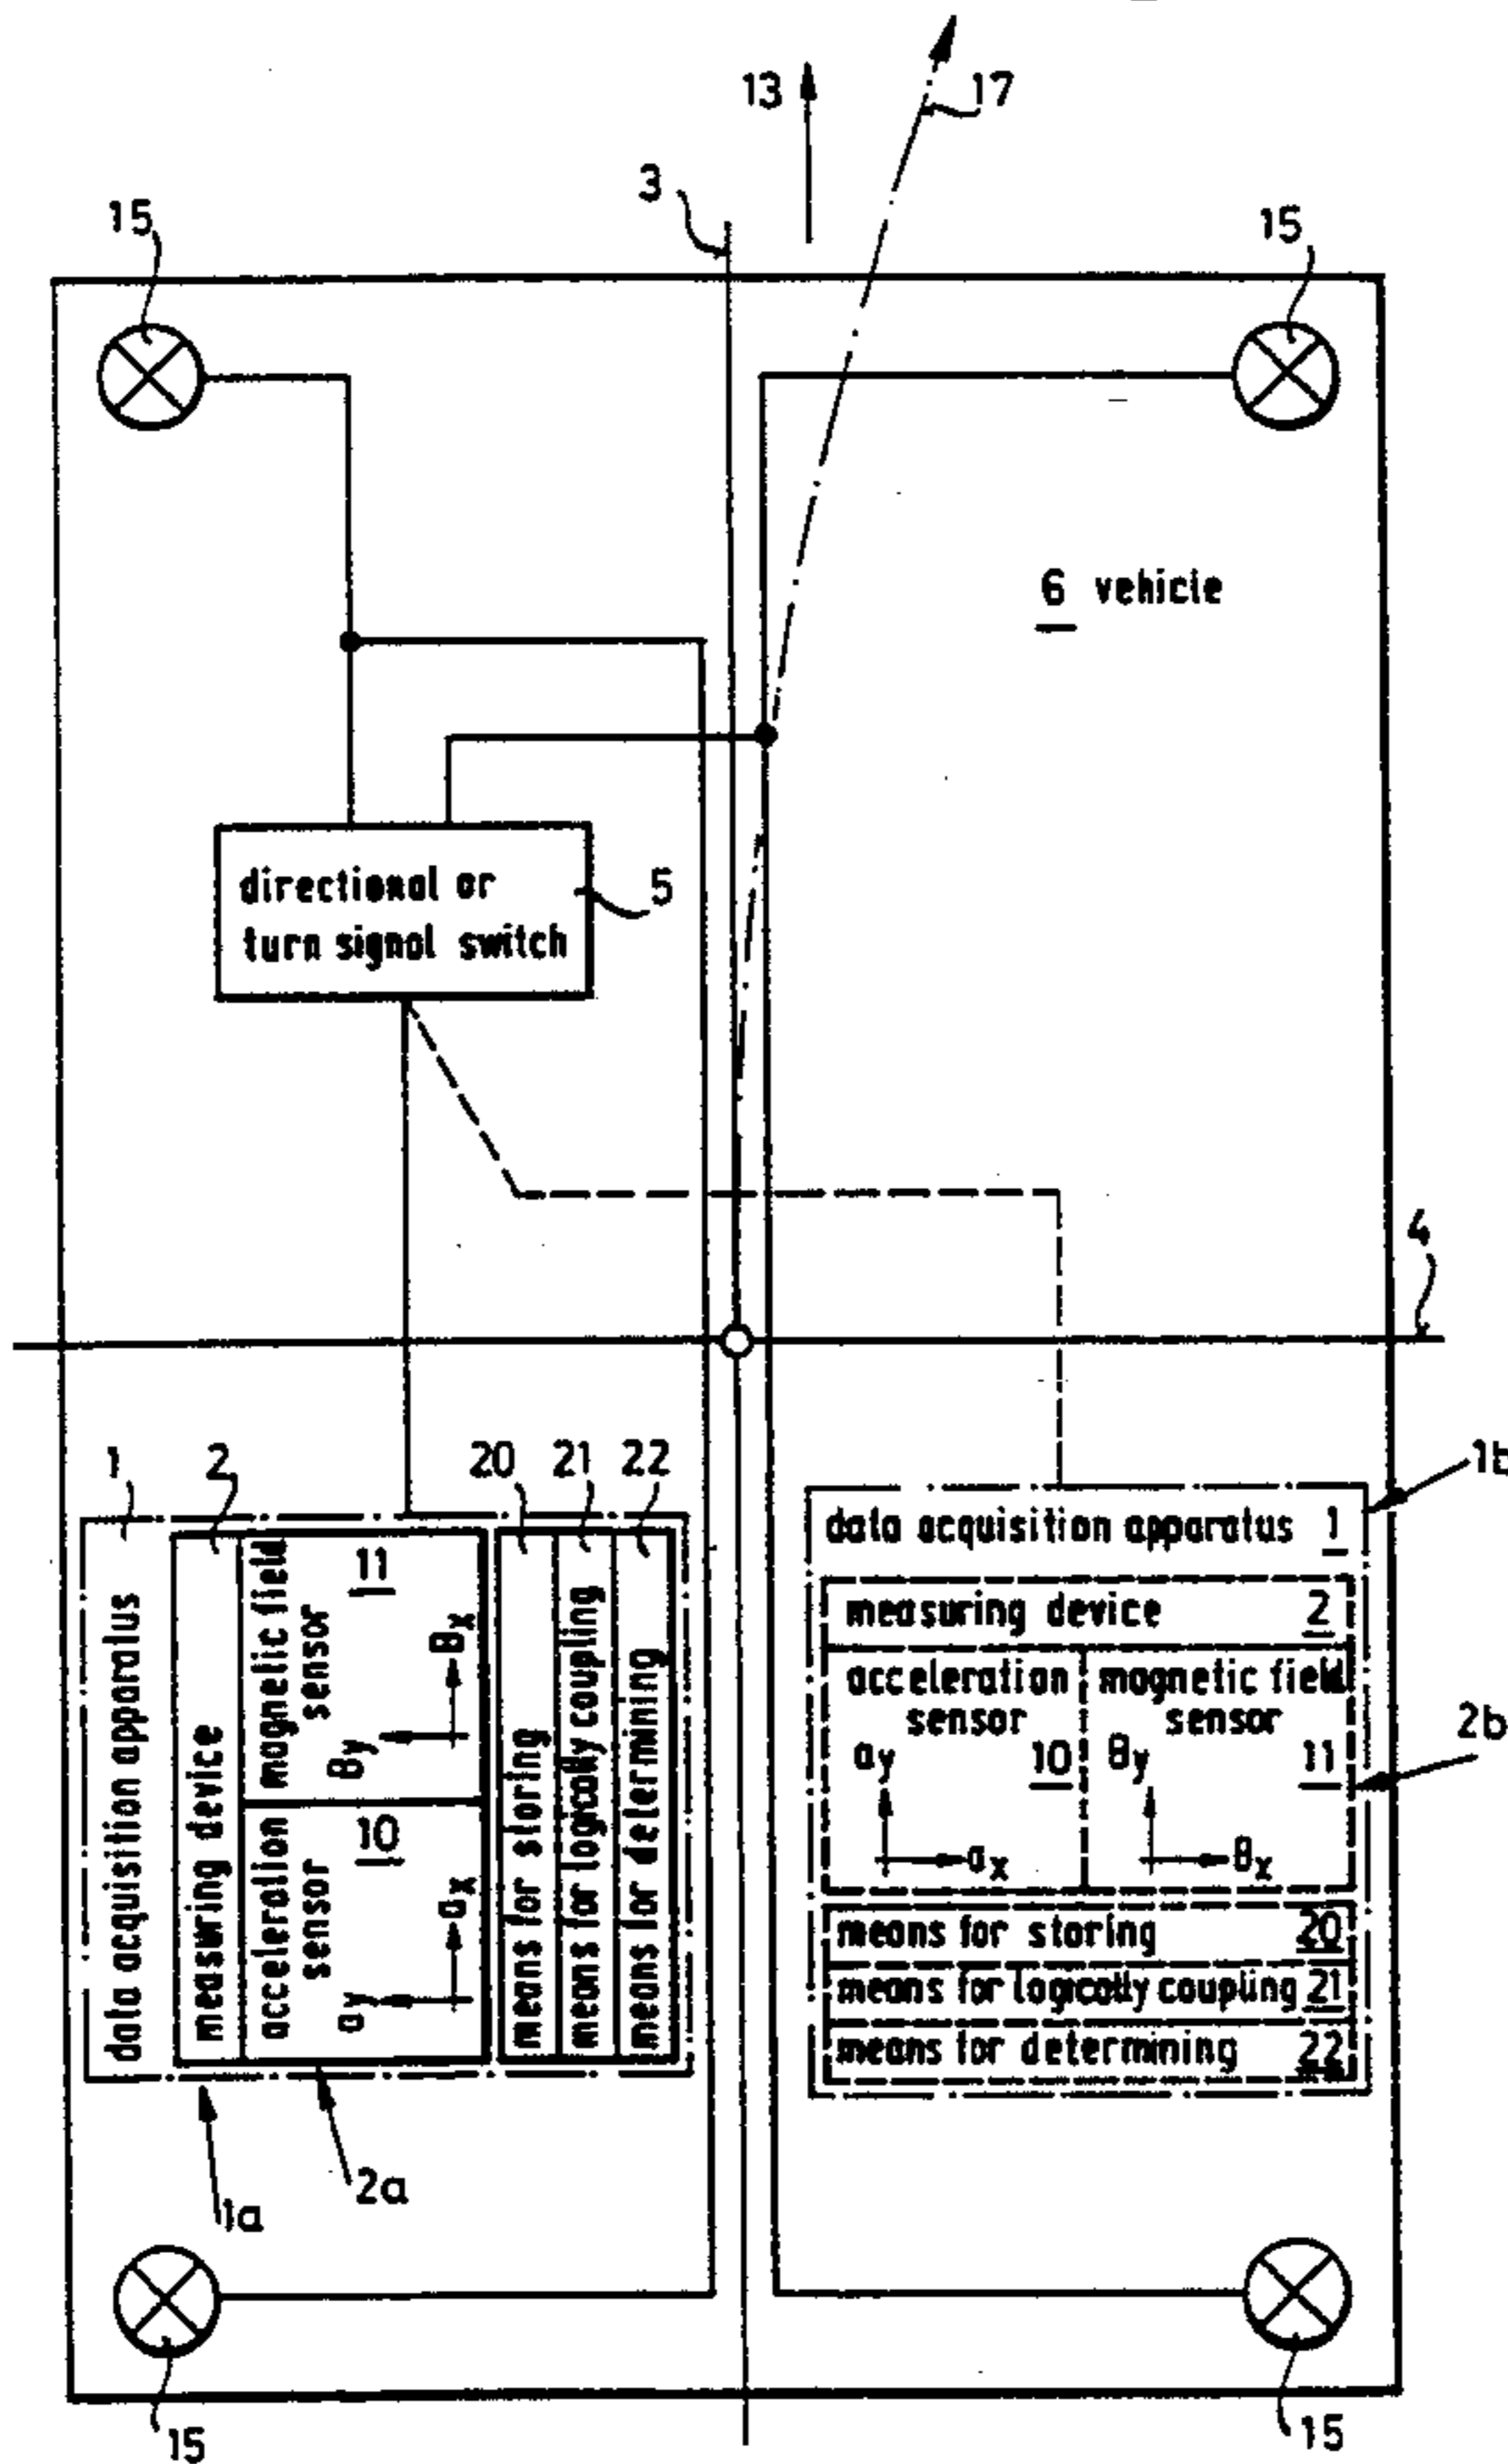 13
17
3
15
15
6 vehicle
directional or
turn signal switch
5
4
1
2
20
21
22
1b
data acquisition apparatus
measuring device
magnetic field
sensor
11
Bx
By
acceleration
sensor
10
ax
ay
means for storing
means for logically coupling
means for determining
data acquisition apparatus 1
measuring device 2
acceleration
sensor
10
ay
ax
magnetic field
sensor
11
By
Bx
2b
means for storing 20
means for logically coupling 21
means for determining 22
1a
2a
15
15